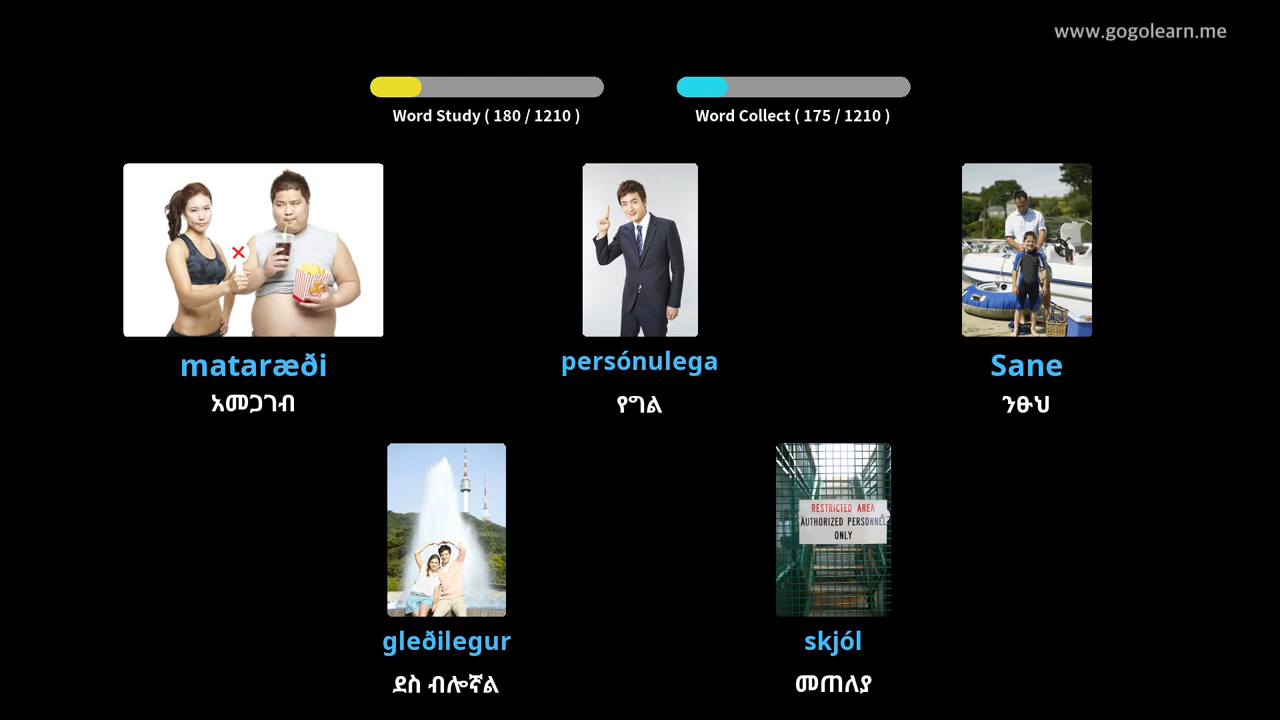 www.gogolearn.me
Word Study ( 180 / 1210 )
Word Collect ( 175 / 1210 )
mataræði
አመጋገብ
persónulega
የግል
Sane
ንፁህ
RESTRICTED AREA
AUTHORIZED PERSONNEL
ONLY
gleðilegur
ደስ ብሎኛል
skjól
መጠለያ